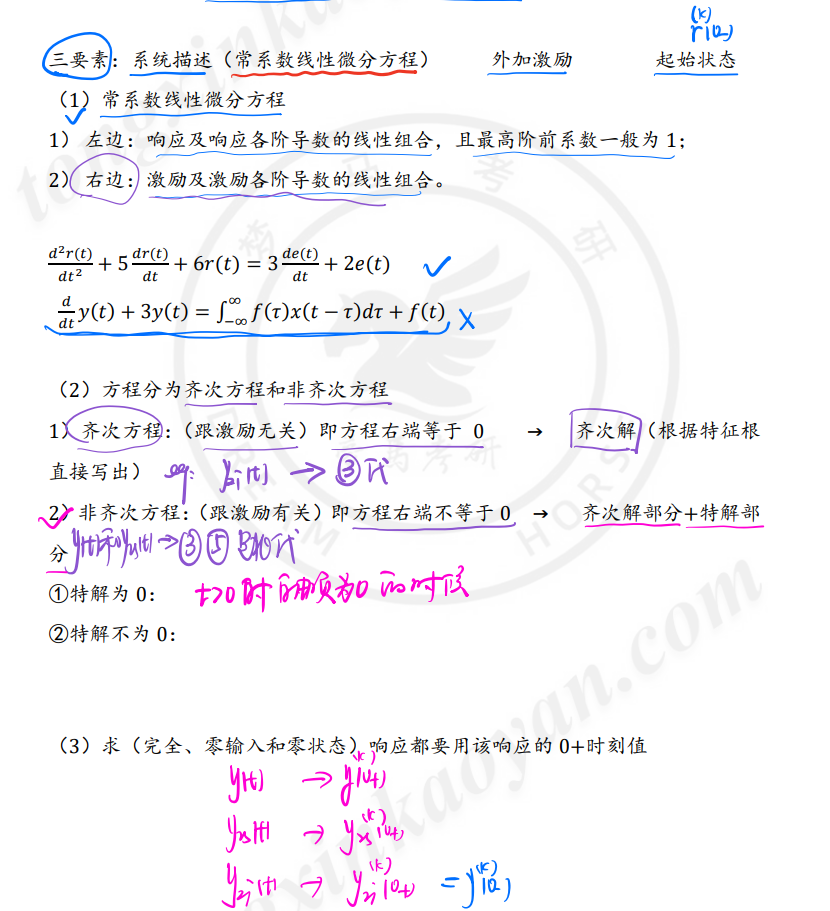 r^{(k)}(0_-)
三要素：系统描述（常系数线性微分方程） 外加激励 起始状态
（1）常系数线性微分方程
1） 左边：响应及响应各阶导数的线性组合，且最高阶前系数一般为 1；
2） 右边：激励及激励各阶导数的线性组合。
\frac{d^2r(t)}{dt^2} + 5\frac{dr(t)}{dt} + 6r(t) = 3\frac{de(t)}{dt} + 2e(t) ✓
\frac{d}{dt}y(t) + 3y(t) = \int_{-\infty}^{\infty} f(τ)x(t − τ)dτ + f(t), ×
（2）方程分为齐次方程和非齐次方程
1）齐次方程：（跟激励无关）即方程右端等于 0 → 齐次解（根据特征根
直接写出） eg: y_{zi}(t) → ③代
2）非齐次方程：（跟激励有关）即方程右端不等于 0 → 齐次解部分+特解部
分 y(t)和y_{zs}(t) → ③⑤
①特解为 0： t>0时 为0的时候
②特解不为 0：
（3）求（完全、零输入和零状态）响应都要用该响应的 0+时刻值
y(t) → y^{(k)}(0_+)
y_{zs}(t) → y_{zs}^{(k)}(0_+)
y_{zi}(t) → y_{zi}^{(k)}(0_+) = y^{(k)}(0_-)
tongxinkaoyan.com